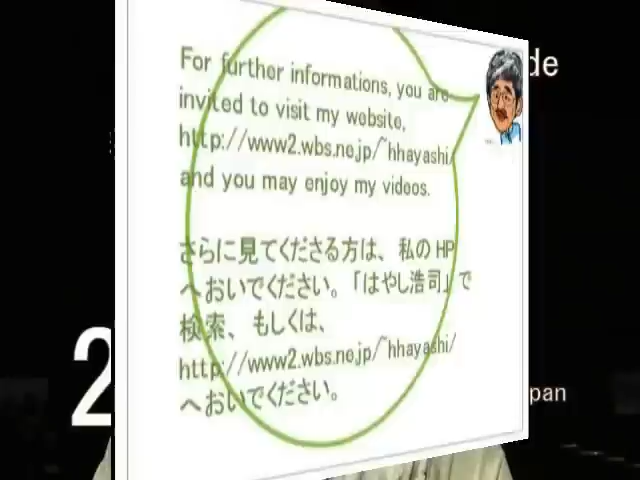 For further informations, you are
invited to visit my website,
http://www2.wbs.ne.jp/~hhayashi/
and you may enjoy my videos.
さらに見てくださる方は、私のHP
へおいでください。「はやし浩司」で
検索、もしくは、
http://www2.wbs.ne.jp/~hhayashi/
へおいでください。
de
2
pan